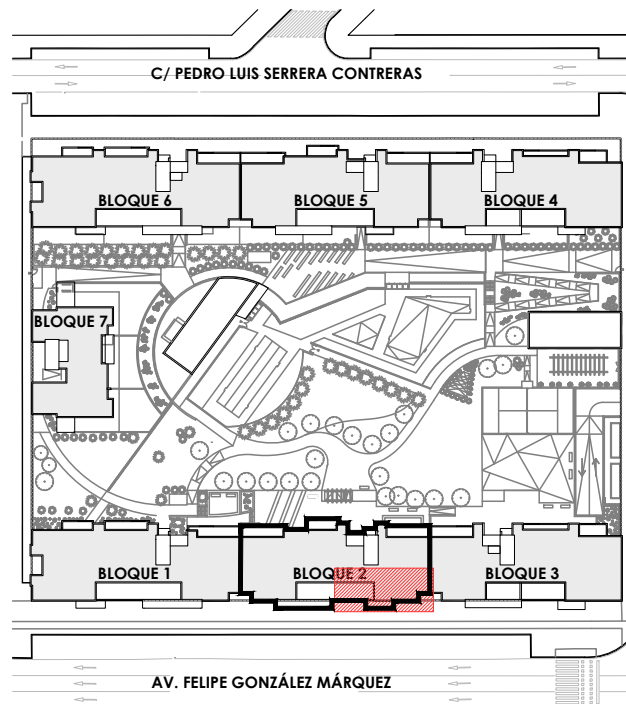 C/ PEDRO LUIS SERRERA CONTRERAS
BLOQUE 6
BLOQUE 5
BLOQUE 4
BLOQUE 7
BLOQUE 1
BLOQUE 2
BLOQUE 3
AV. FELIPE GONZÁLEZ MÁRQUEZ